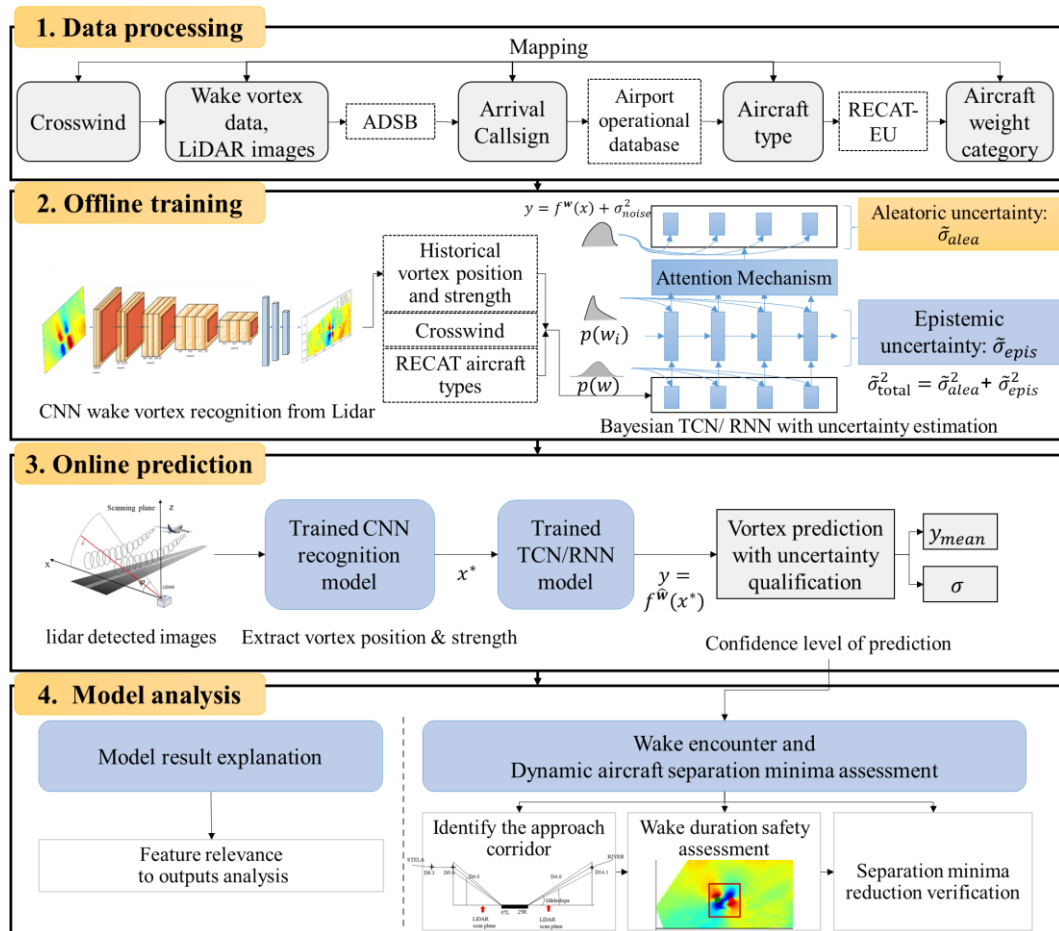 1. Data processing
Mapping
Crosswind
Wake vortex
data,
LiDAR images
ADSB
Arrival
Callsign
Airport
operational
database
Aircraft
type
RECAT-
EU
Aircraft
weight
category
2. Offline training
y = f^w(x) + σ²_noise
Historical
vortex position
and strength
Crosswind
RECAT aircraft
types
CNN wake vortex recognition from Lidar
Attention Mechanism
p(w_i)
p(w)
Bayesian TCN/ RNN with uncertainty estimation
Aleatoric uncertainty:
σ̃_alea
Epistemic
uncertainty: σ̃_epis
σ̃²_total = σ̃²_alea + σ̃²_epis
3. Online prediction
Scanning plane
Z
X
LIDAR
lidar detected images
Trained CNN
recognition
model
Extract vortex position & strength
x*
Trained
TCN/RNN
model
y =
f^ŵ(x*)
Vortex prediction
with uncertainty
qualification
y_mean
σ
Confidence level of prediction
4. Model analysis
Model result explanation
Feature relevance
to outputs analysis
Wake encounter and
Dynamic aircraft separation minima assessment
Identify the approach
corridor
STELA
RIVER
D4.0
Glideslope
07L
25R
LiDAR
scan plane
LiDAR
scan plane
Wake duration safety
assessment
Separation minima
reduction verification